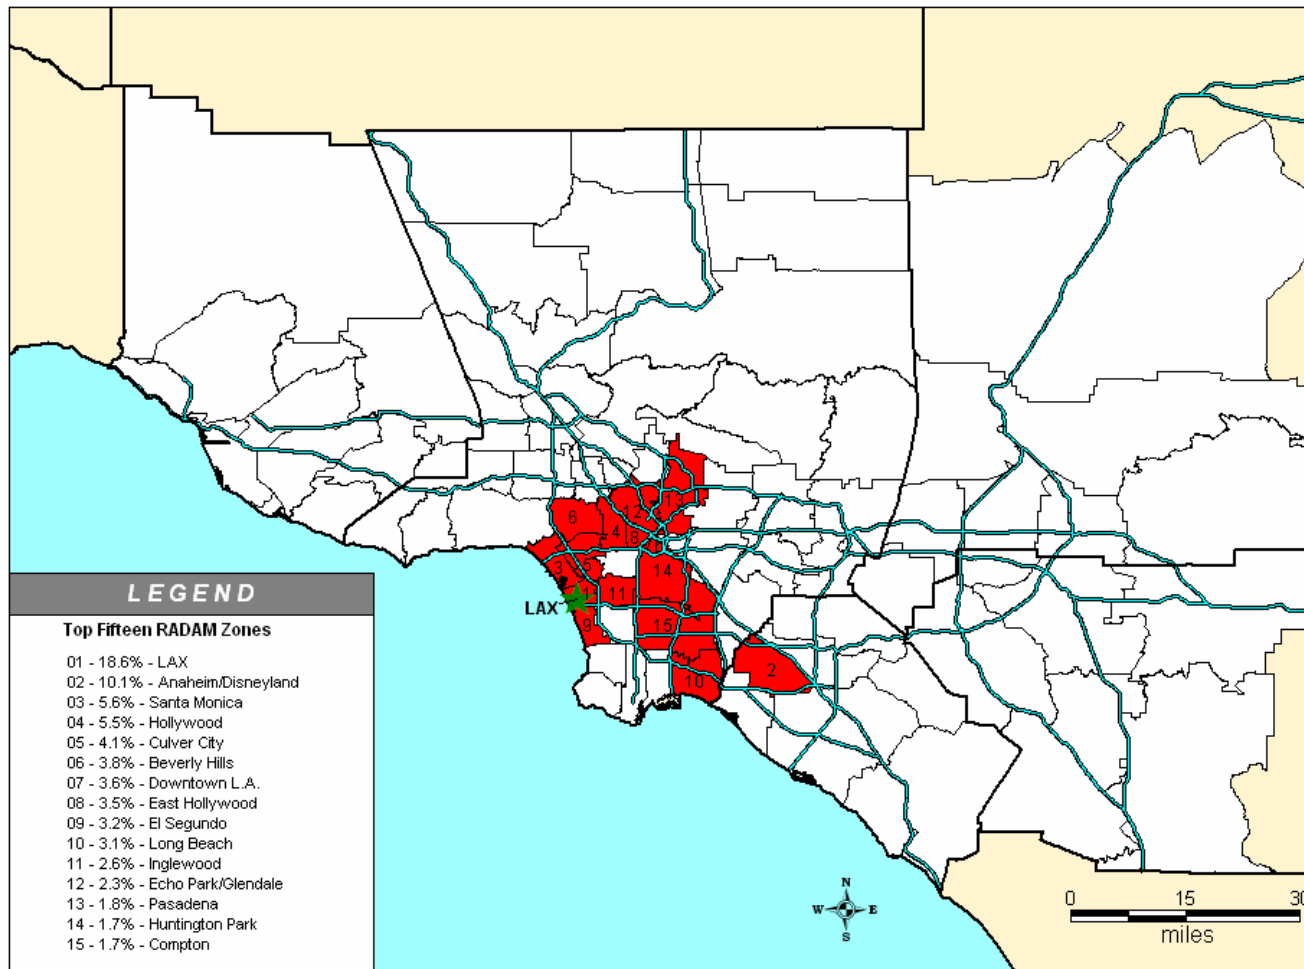 6
12
13
4
8
3
5
14
1
11
LAX
9
15
10
2
LEGEND
Top Fifteen RADAM Zones
01 - 18.6% - LAX
02 - 10.1% - Anaheim/Disneyland
03 - 5.6% - Santa Monica
04 - 5.5% - Hollywood
05 - 4.1% - Culver City
06 - 3.8% - Beverly Hills
07 - 3.6% - Downtown L.A.
08 - 3.5% - East Hollywood
09 - 3.2% - El Segundo
10 - 3.1% - Long Beach
11 - 2.6% - Inglewood
12 - 2.3% - Echo Park/Glendale
13 - 1.8% - Pasadena
14 - 1.7% - Huntington Park
15 - 1.7% - Compton
N
W E
S
0 15 30
miles